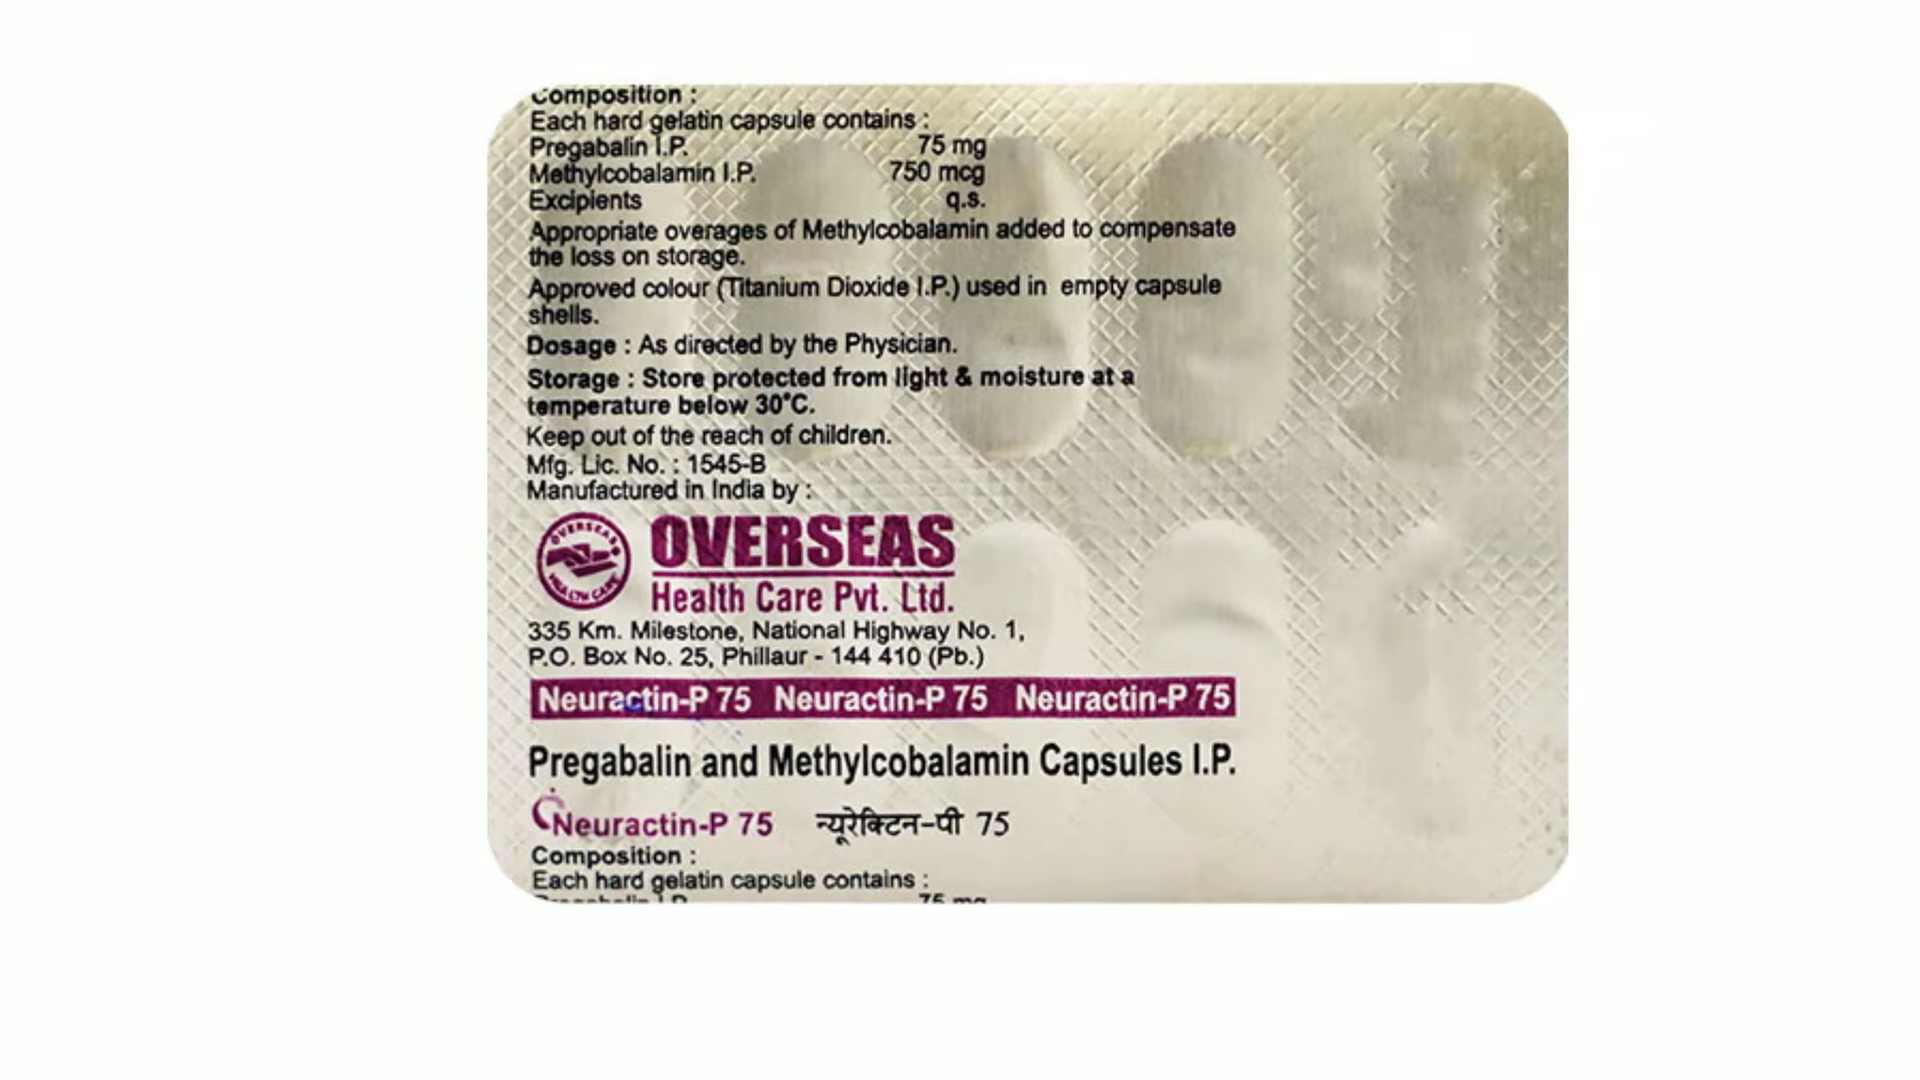 Composition :
Each hard gelatin capsule contains :
Pregabalin I.P. 75 mg
Methylcobalamin I.P. 750 mcg
Excipients q.s.
Appropriate overages of Methylcobalamin added to compensate
the loss on storage.
Approved colour (Titanium Dioxide I.P.) used in empty capsule
shells.
Dosage : As directed by the Physician.
Storage : Store protected from light & moisture at a
temperature below 30°C.
Keep out of the reach of children.
Mfg. Lic. No. : 1545-B
Manufactured in India by :
OVERSEAS
HEALTH CARE
OVERSEAS
Health Care Pvt. Ltd.
335 Km. Milestone, National Highway No. 1,
P.O. Box No. 25, Phillaur - 144 410 (Pb.)
Neuractin-P 75 Neuractin-P 75 Neuractin-P 75
Pregabalin and Methylcobalamin Capsules I.P.
Neuractin-P 75 न्यूरेक्टिन-पी 75
Composition :
Each hard gelatin capsule contains :
Pregabalin I.P. 75 mg